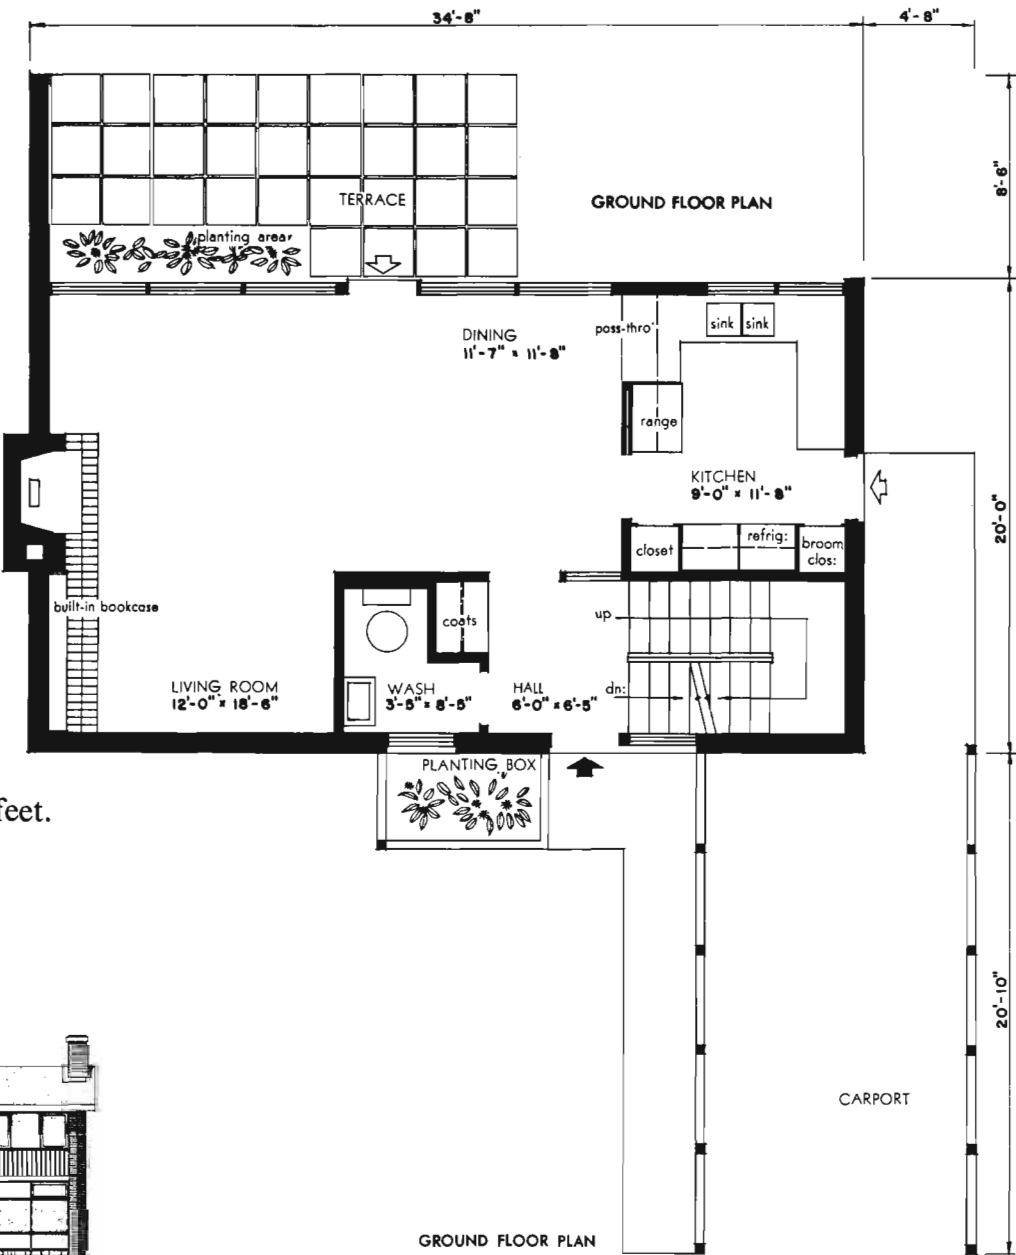 34'-8"
4'-8"
8'-6"
TERRACE
GROUND FLOOR PLAN
planting area
DINING
11'-7" x 11'-8"
pass-thro'
sink sink
range
KITCHEN
9'-0" x 11'-8"
20'-0"
closet
refrig:
broom
clos:
built-in bookcase
coats
up
LIVING ROOM
12'-0" x 18'-6"
WASH
3'-5" x 8'-5"
HALL
6'-0" x 6'-5"
dn:
PLANTING BOX
feet.
20'-10"
CARPORT
GROUND FLOOR PLAN